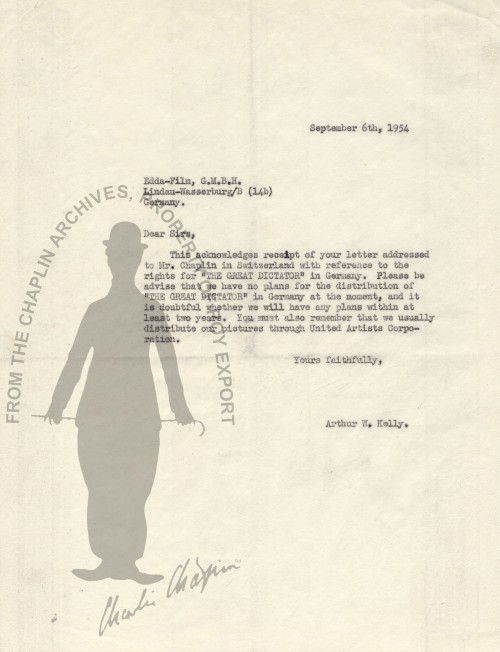 September 6th, 1954
Edda-Film, G.M.B.H.
Lindau-Wasserburg/B (14b)
Germany.
Dear Sirs,
This acknowledges receipt of your letter addressed
to Mr. Chaplin in Switzerland with reference to the
rights for "THE GREAT DICTATOR" in Germany. Please be
advise that we have no plans for the distribution of
"THE GREAT DICTATOR" in Germany at the moment, and it
is doubtful whether we will have any plans within at
least two years. You must also remember that we usually
distribute our pictures through United Artists Corpo-
ration.
Yours faithfully,
Arthur W. Kelly.
FROM THE CHAPLIN ARCHIVES, PROPERTY OF ROY EXPORT
Charlie Chaplin